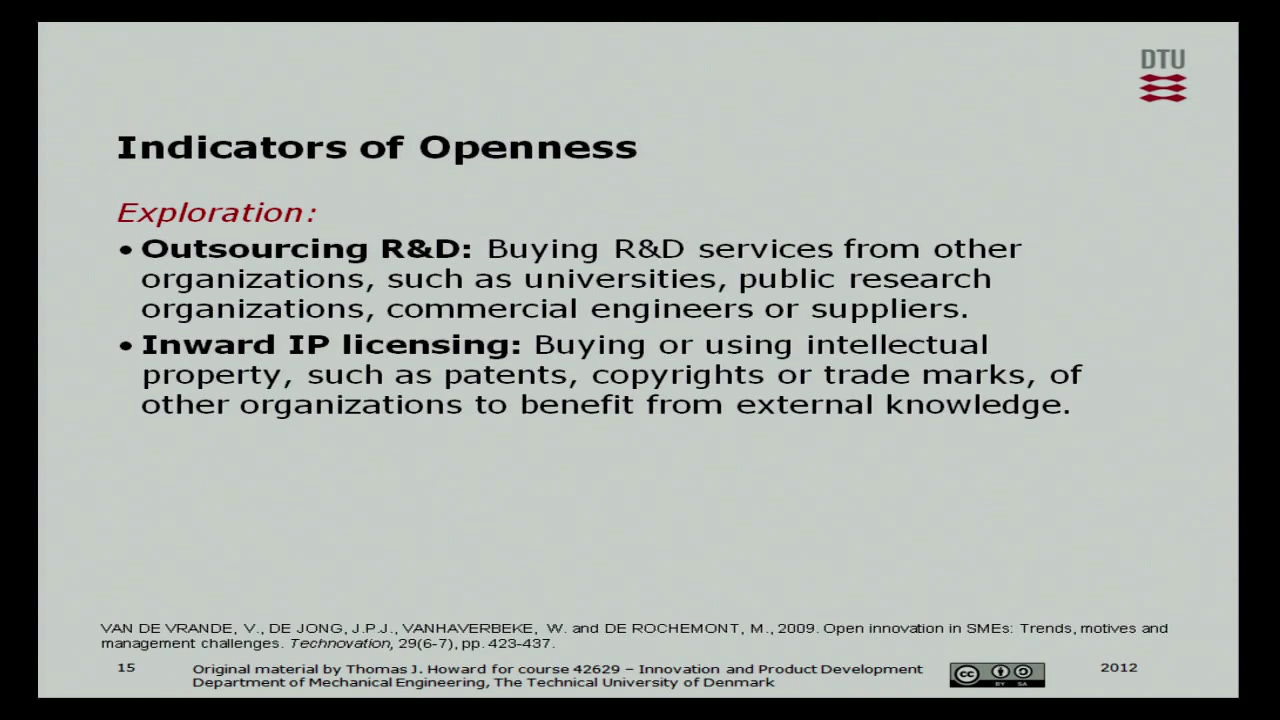 DTU
Indicators of Openness
Exploration:
• Outsourcing R&D: Buying R&D services from other
organizations, such as universities, public research
organizations, commercial engineers or suppliers.
• Inward IP licensing: Buying or using intellectual
property, such as patents, copyrights or trade marks, of
other organizations to benefit from external knowledge.
VAN DE VRANDE, V., DE JONG, J.P.J., VANHAVERBEKE, W. and DE ROCHEMONT, M., 2009. Open innovation in SMEs: Trends, motives and
management challenges. Technovation, 29(6-7), pp. 423-437.
15
Original material by Thomas J. Howard for course 42629 – Innovation and Product Development
Department of Mechanical Engineering, The Technical University of Denmark
cc BY SA
2012